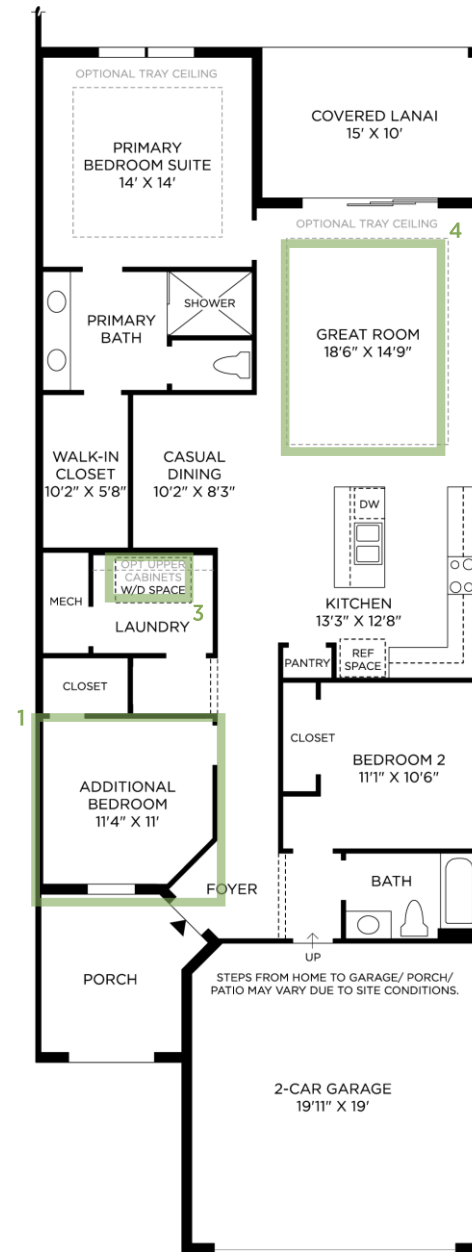 OPTIONAL TRAY CEILING
PRIMARY
BEDROOM SUITE
14' X 14'
COVERED LANAI
15' X 10'
OPTIONAL TRAY CEILING
4
GREAT ROOM
18'6" X 14'9"
SHOWER
PRIMARY
BATH
WALK-IN
CLOSET
10'2" X 5'8"
CASUAL
DINING
10'2" X 8'3"
DW
KITCHEN
13'3" X 12'8"
OPT UPPER
CABINETS
W/D SPACE
3
MECH
LAUNDRY
PANTRY
REF
SPACE
CLOSET
1
ADDITIONAL
BEDROOM
11'4" X 11'
CLOSET
BEDROOM 2
11'1" X 10'6"
FOYER
BATH
PORCH
UP
STEPS FROM HOME TO GARAGE/ PORCH/
PATIO MAY VARY DUE TO SITE CONDITIONS.
2-CAR GARAGE
19'11" X 19'